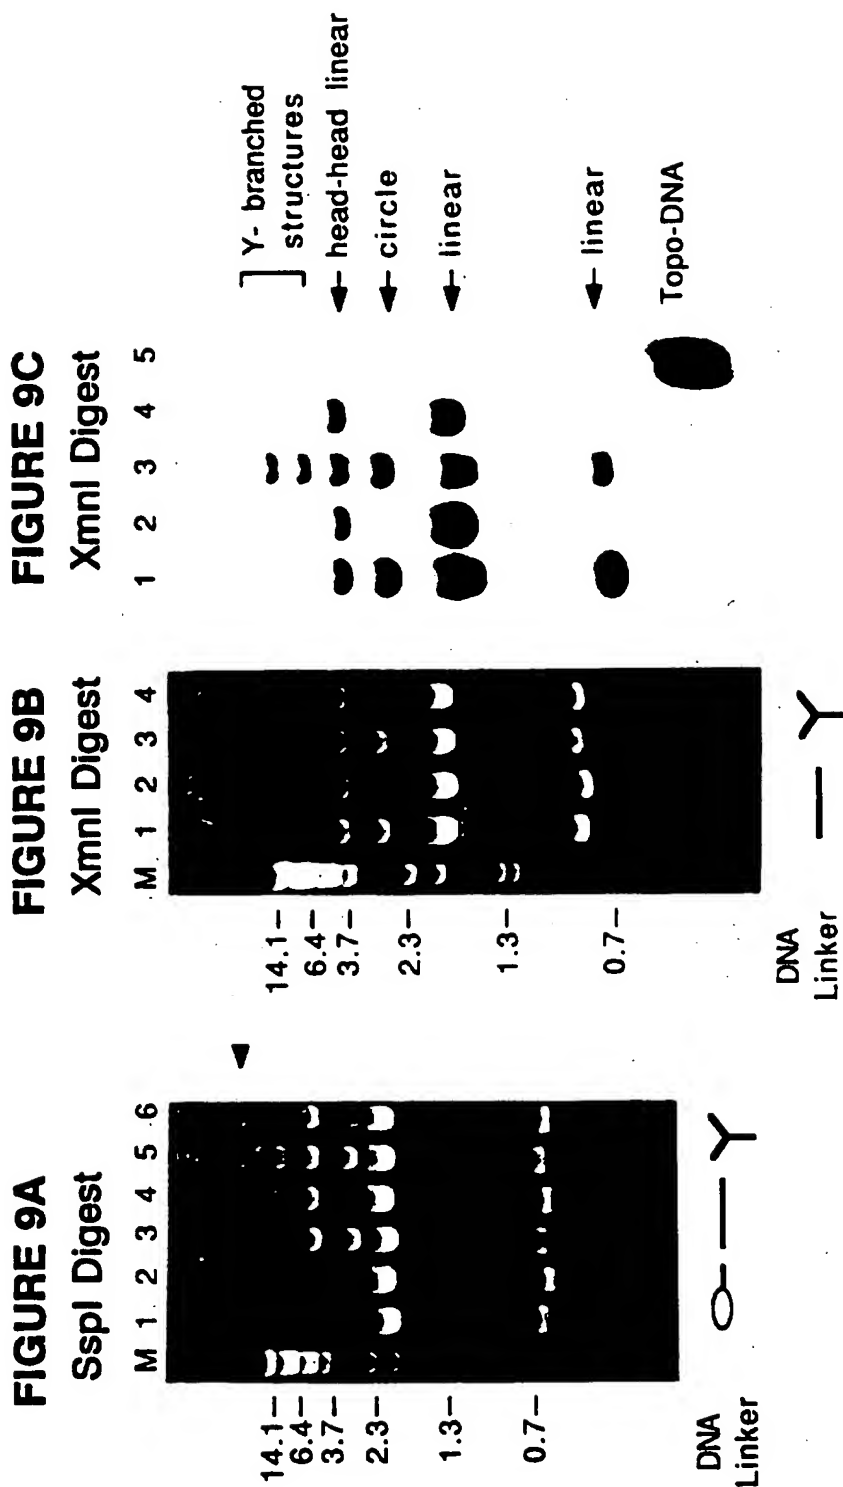 FIGURE 9A
SspI Digest
M 1 2 3 4 5 6
14.1
6.4
3.7
2.3
1.3
0.7
DNA
Linker
FIGURE 9B
XmnI Digest
M 1 2 3 4
14.1
6.4
3.7
2.3
1.3
0.7
DNA
Linker
FIGURE 9C
XmnI Digest
1 2 3 4 5
Y- branched
structures
head-head linear
circle
linear
linear
Topo-DNA